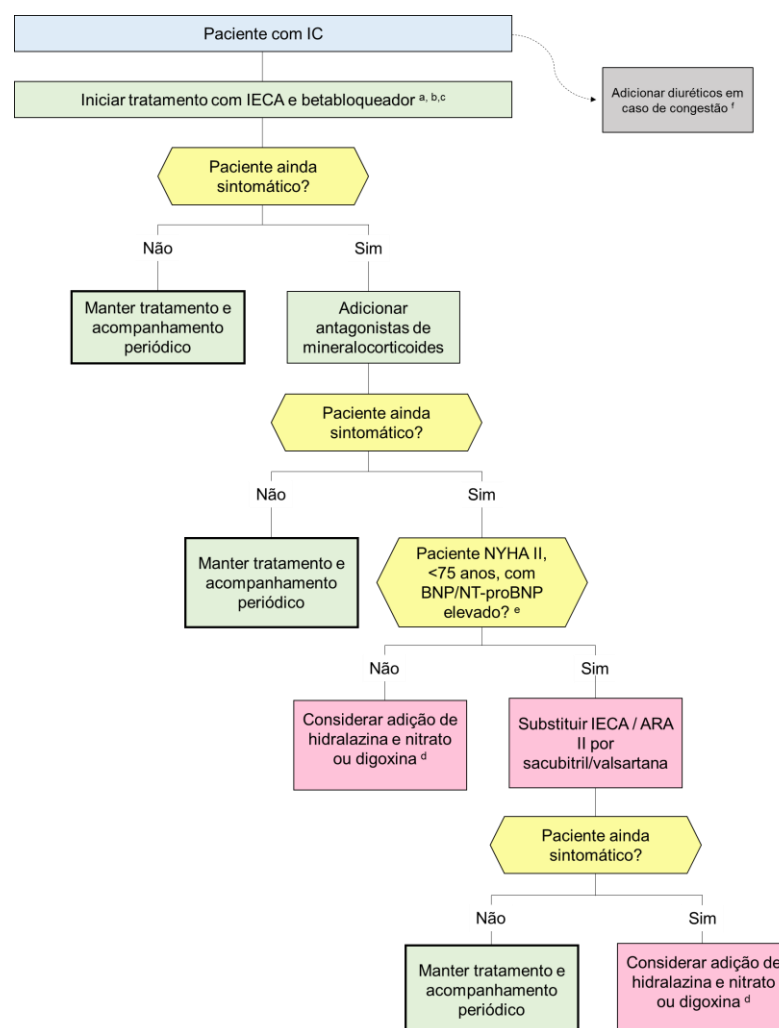 Paciente com IC
Iniciar tratamento com IECA e betabloqueador a, b,c
Adicionar diuréticos em
caso de congestão f
Paciente ainda
sintomático?
Não
Sim
Manter tratamento e
acompanhamento
periódico
Adicionar
antagonistas de
mineralocorticoides
Paciente ainda
sintomático?
Não
Sim
Manter tratamento e
acompanhamento
periódico
Paciente NYHA II,
<75 anos, com
BNP/NT-proBNP
elevado? e
Não
Sim
Considerar adição de
hidralazina e nitrato
ou digoxina d
Substituir IECA / ARA
II por
sacubitril/valsartana
Paciente ainda
sintomático?
Não
Sim
Manter tratamento e
acompanhamento
periódico
Considerar adição de
hidralazina e nitrato
ou digoxina d